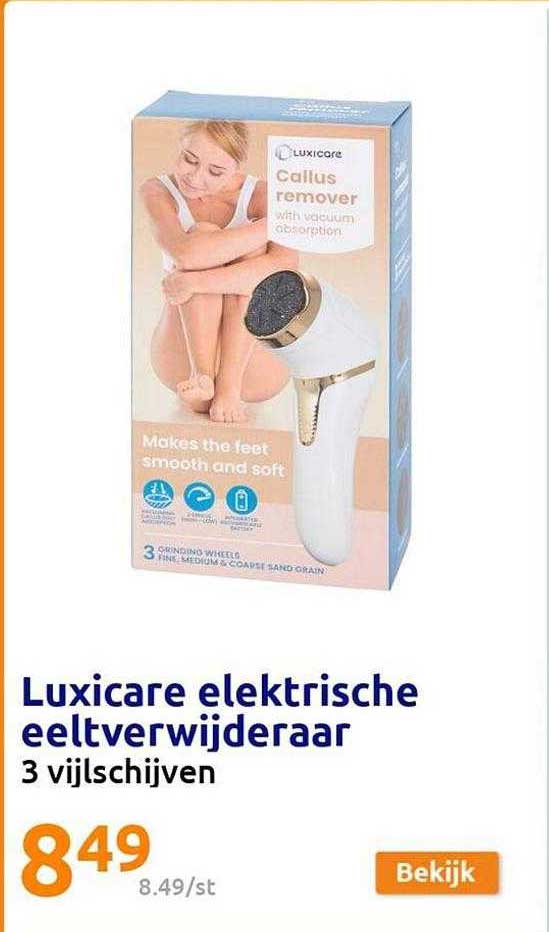 LUXICARE
Callus
remover
with vacuum
absorption
Makes the feet
smooth and soft
3 GRINDING WHEELS
FINE, MEDIUM & COARSE SAND GRAIN
Luxicare elektrische
eeltverwijderaar
3 vijlschijven
849
8.49/st
Bekijk